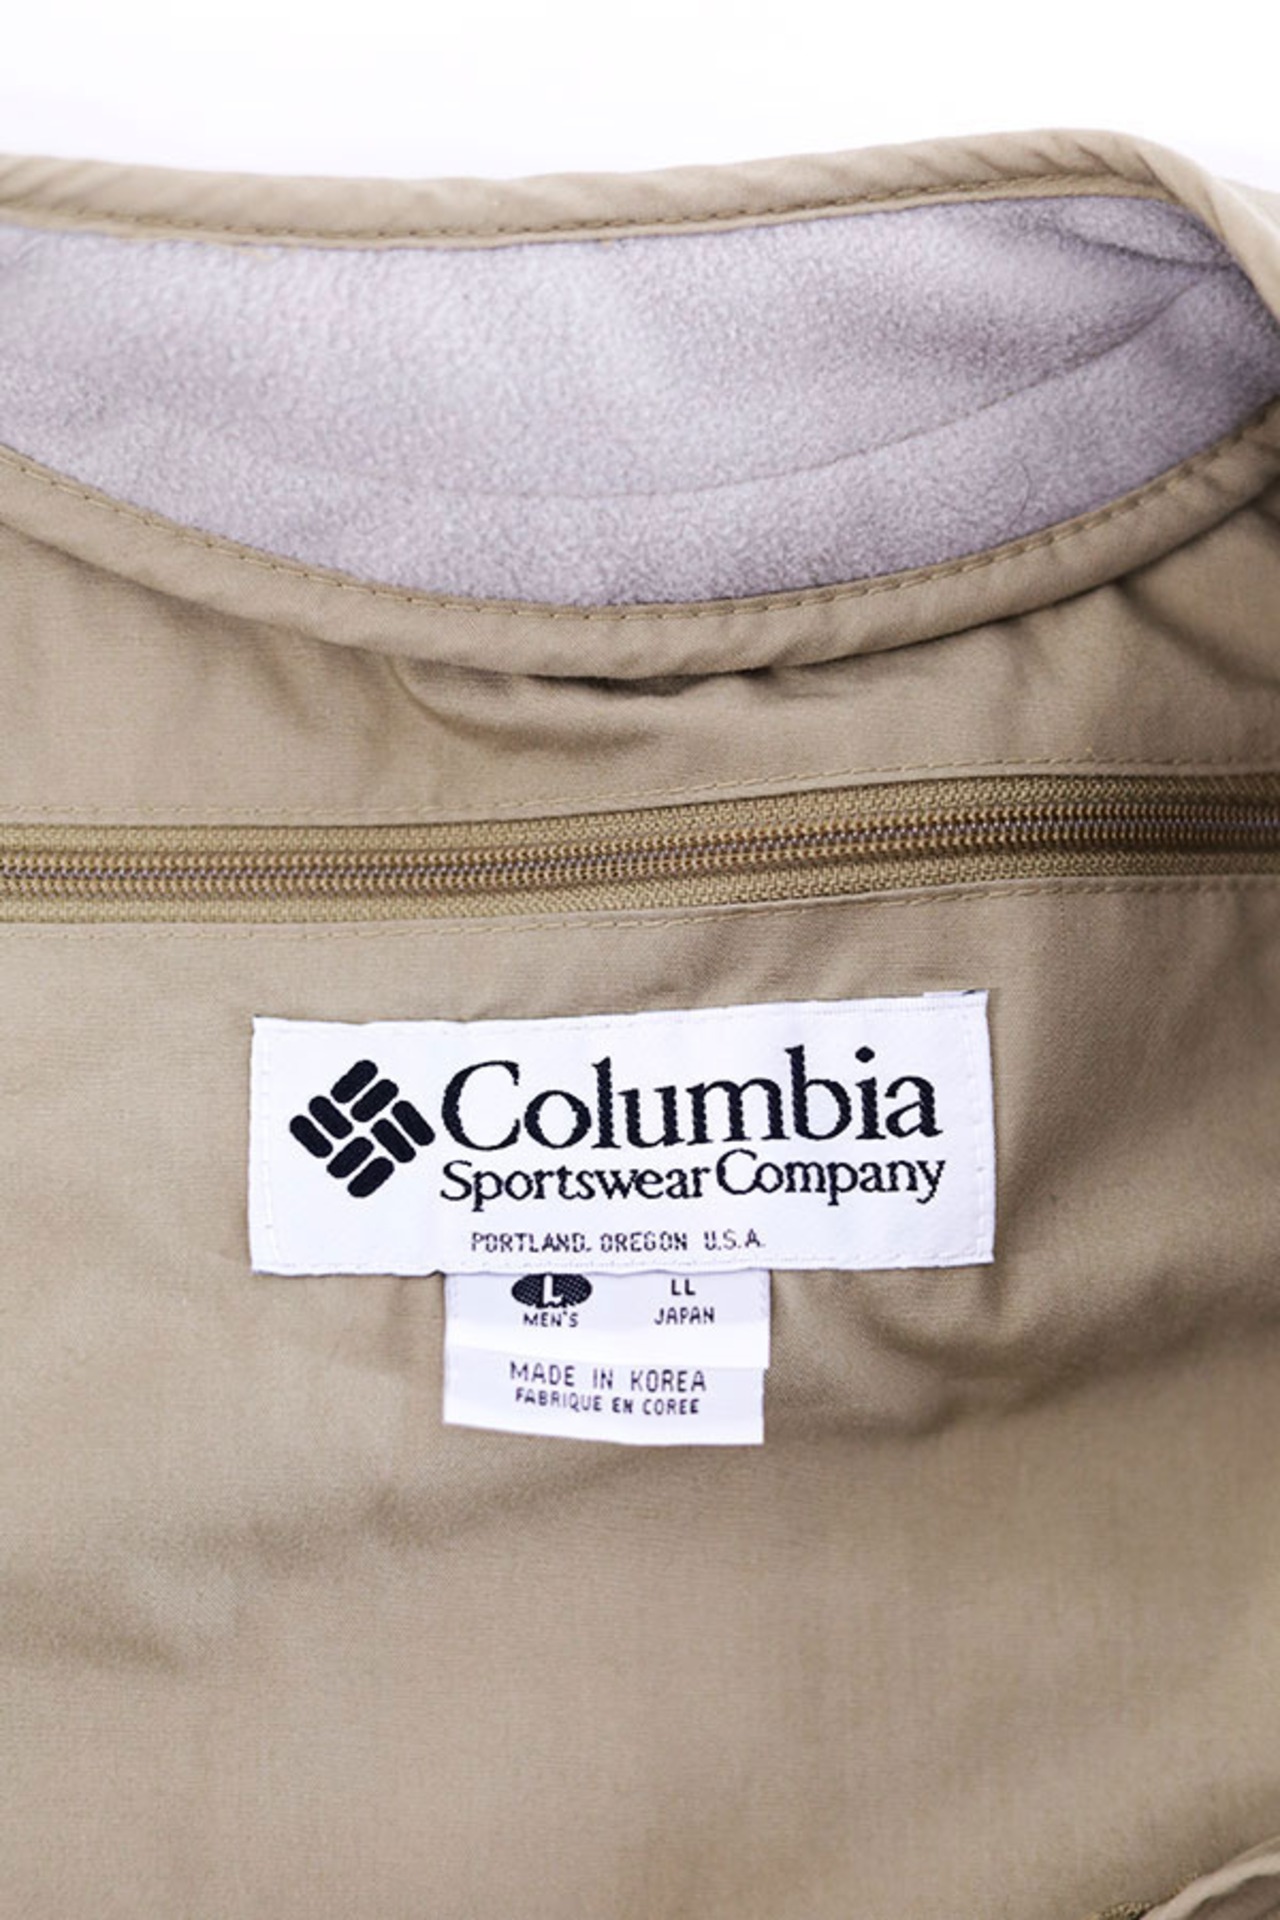 Columbia
Sportswear Company
PORTLAND. OREGON U.S.A.
L LL
MEN'S JAPAN
MADE IN KOREA
FABRIQUE EN COREE